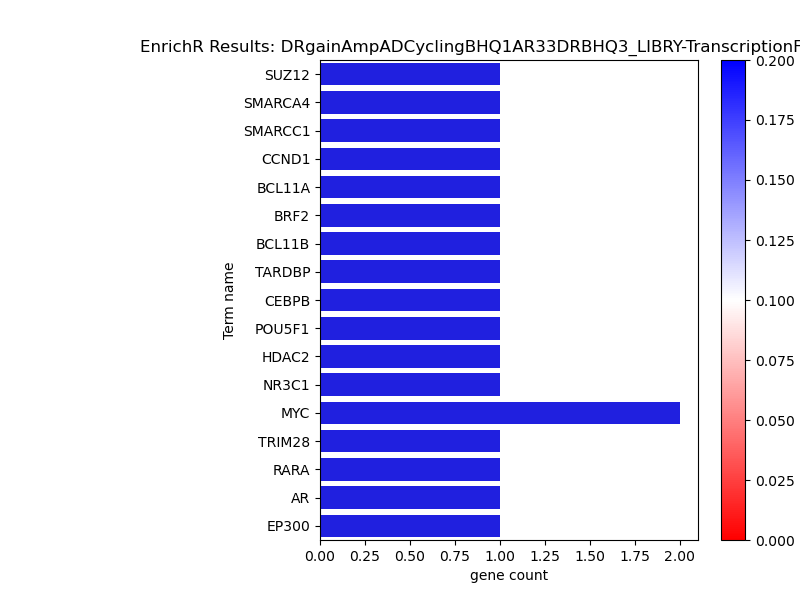 EnrichR Results: DRgainAmpADCyclingBHQ1AR33DRBHQ3_LIBRY-Transcription
SUZ12
SMARCA4
SMARCC1
CCND1
BCL11A
BRF2
BCL11B
TARDBP
CEBPB
POU5F1
HDAC2
NR3C1
MYC
TRIM28
RARA
AR
EP300
Term name
0.00 0.25 0.50 0.75 1.00 1.25 1.50 1.75 2.00
gene count
0.200
0.175
0.150
0.125
0.100
0.075
0.050
0.025
0.000